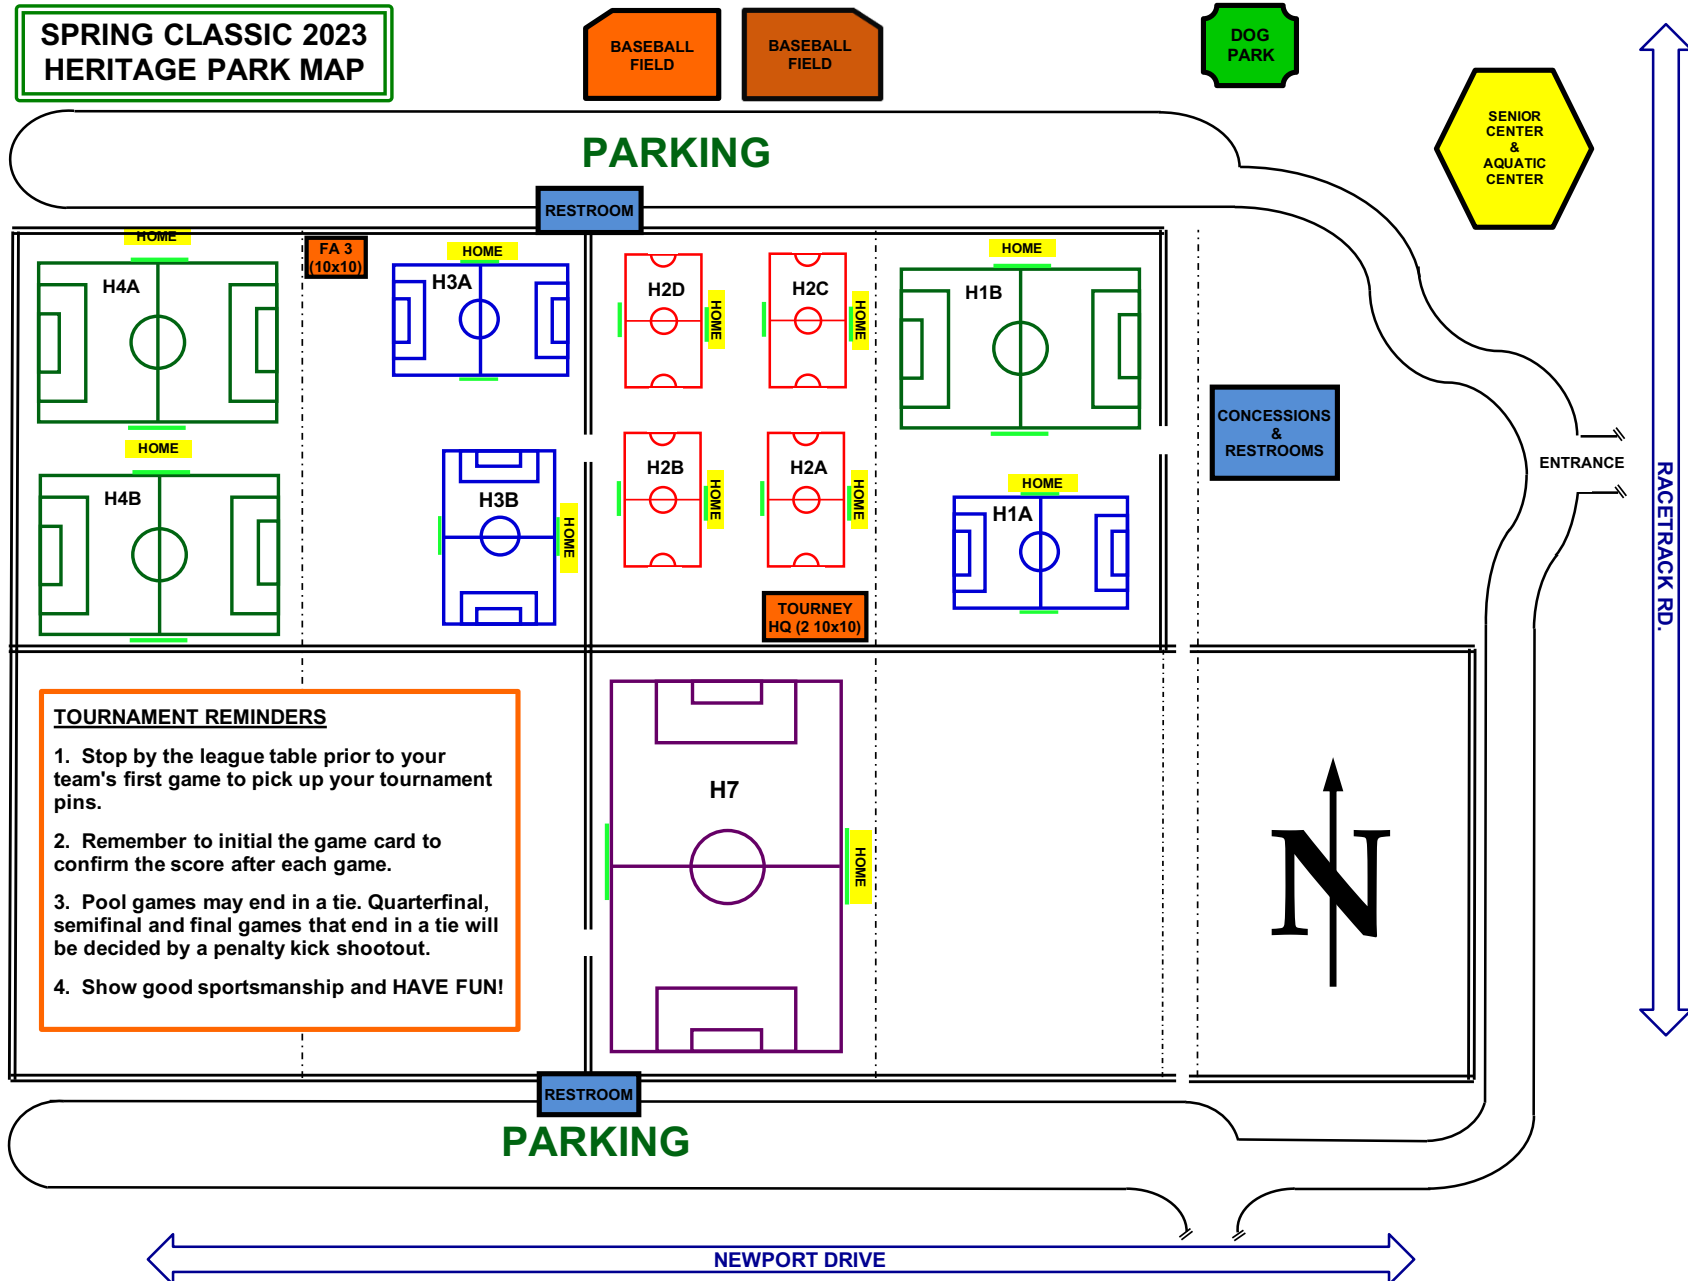 SPRING CLASSIC 2023
HERITAGE PARK MAP
BASEBALL
FIELD
BASEBALL
FIELD
DOG
PARK
SENIOR
CENTER
&
AQUATIC
CENTER
PARKING
RESTROOM
HOME
FA 3
(10x10)
HOME
HOME
H4A
H3A
H2D
H2C
H1B
HOME
HOME
CONCESSIONS
&
RESTROOMS
ENTRANCE
RACETRACK RD.
HOME
H4B
H3B
HOME
H2B
HOME
H2A
HOME
HOME
H1A
TOURNEY
HQ (2 10x10)
TOURNAMENT REMINDERS
1. Stop by the league table prior to your
team's first game to pick up your tournament
pins.
2. Remember to initial the game card to
confirm the score after each game.
3. Pool games may end in a tie. Quarterfinal,
semifinal and final games that end in a tie will
be decided by a penalty kick shootout.
4. Show good sportsmanship and HAVE FUN!
H7
HOME
N
RESTROOM
PARKING
NEWPORT DRIVE